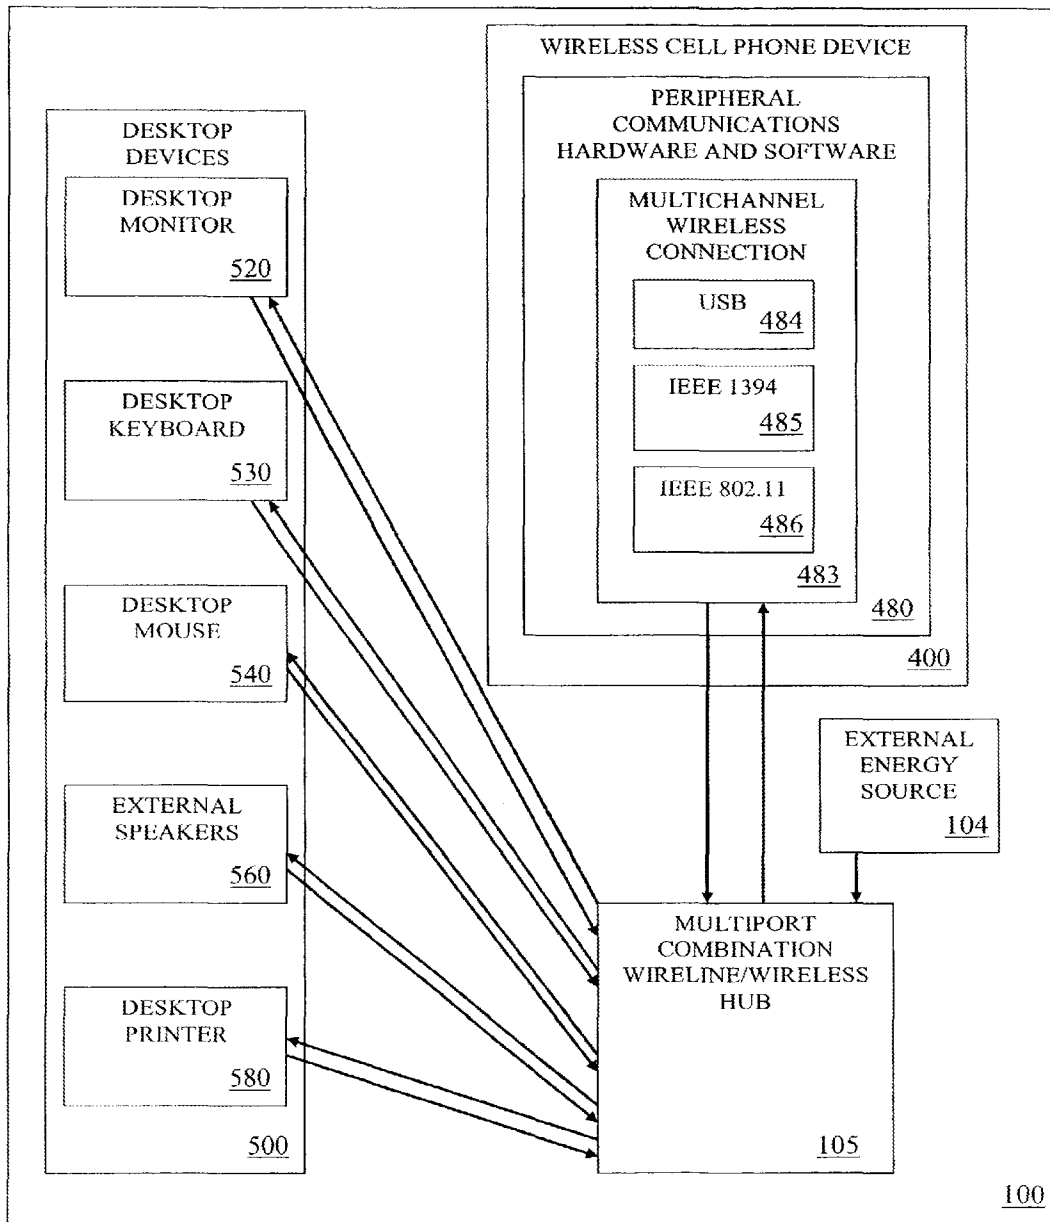 DESKTOP
DEVICES
DESKTOP
MONITOR
520
DESKTOP
KEYBOARD
530
DESKTOP
MOUSE
540
EXTERNAL
SPEAKERS
560
DESKTOP
PRINTER
580
500
WIRELESS CELL PHONE DEVICE
PERIPHERAL
COMMUNICATIONS
HARDWARE AND SOFTWARE
MULTICHANNEL
WIRELESS
CONNECTION
USB
484
IEEE 1394
485
IEEE 802.11
486
483
480
400
EXTERNAL
ENERGY
SOURCE
104
MULTIPORT
COMBINATION
WIRELINE/WIRELESS
HUB
105
100